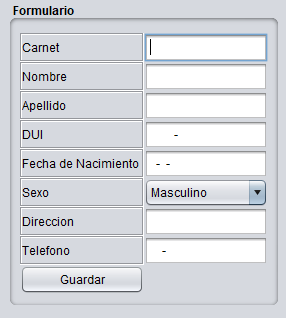 Formulario
Carnet
Nombre
Apellido
DUI -
Fecha de Nacimiento - -
Sexo Masculino
Direccion
Telefono -
Guardar